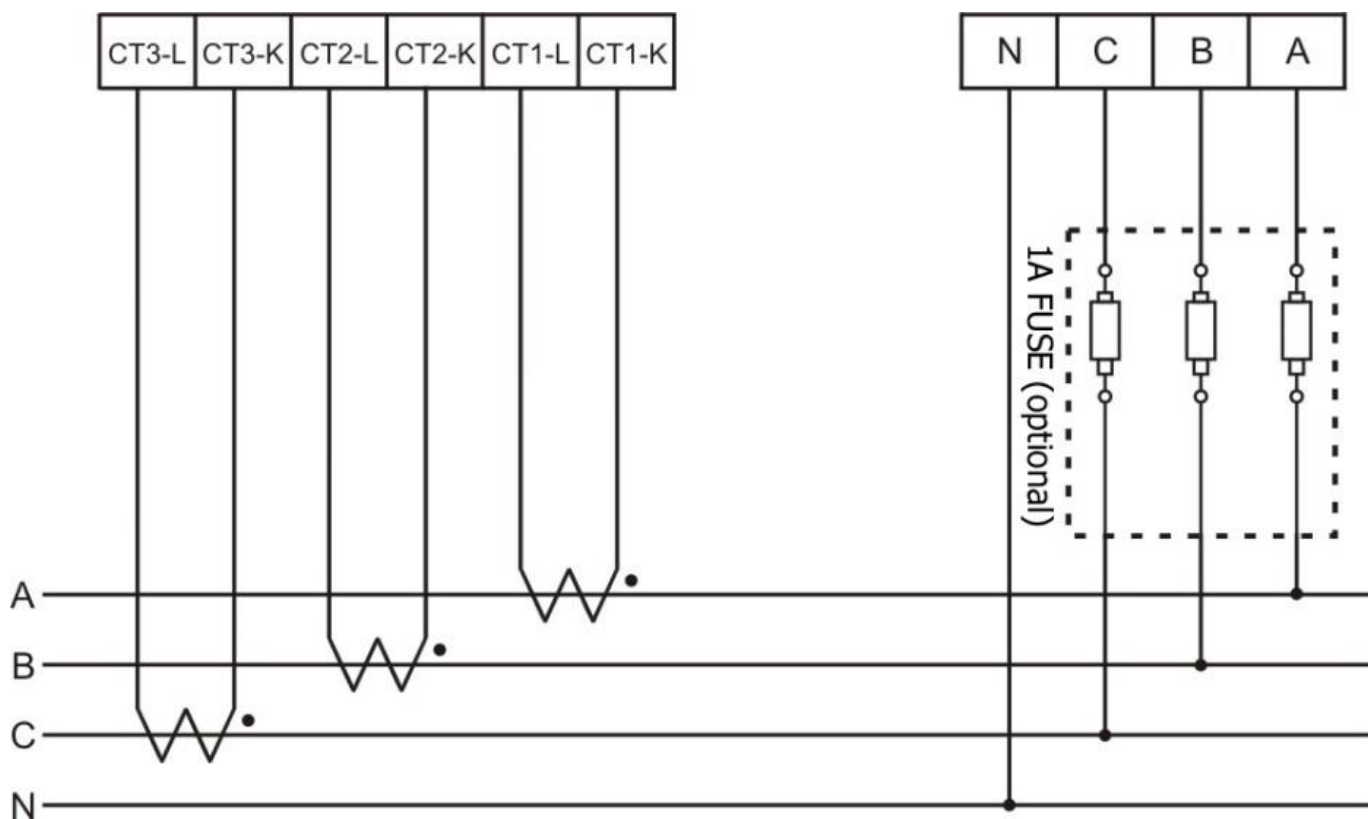 CT3-L CT3-K CT2-L CT2-K CT1-L CT1-K
N C B A
1A FUSE (optional)
A
B
C
N